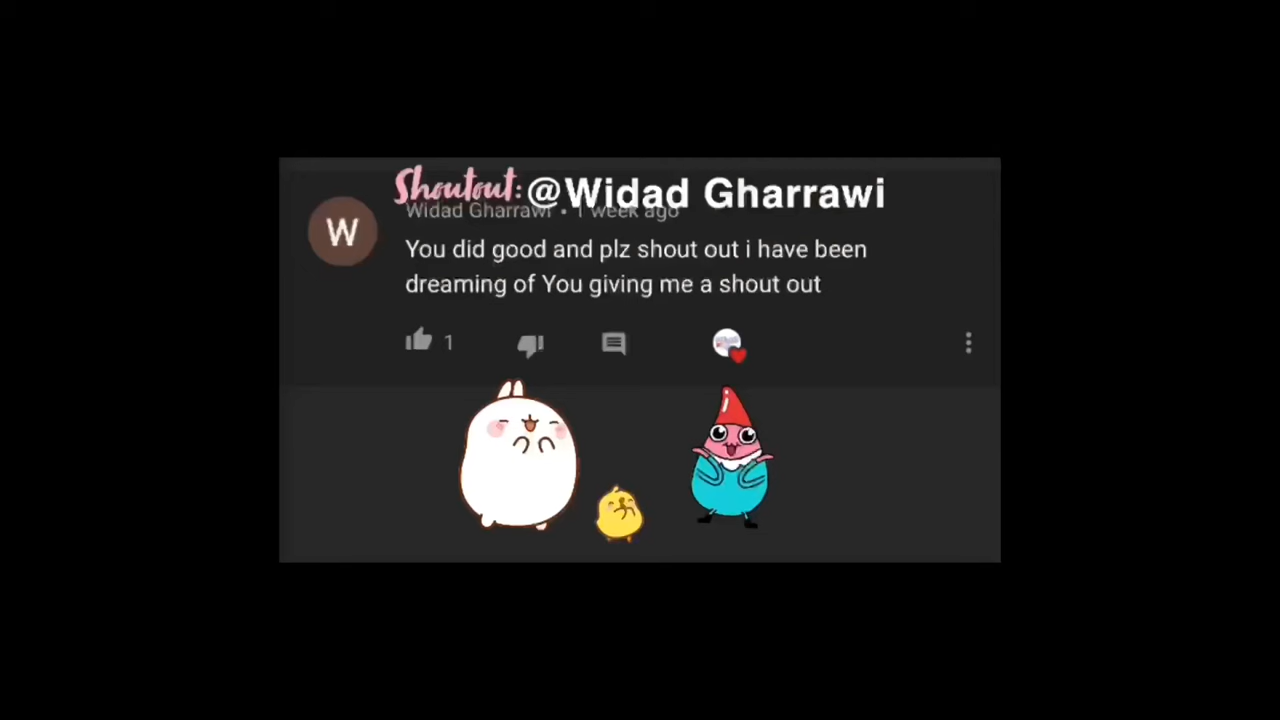 Shoutout: @Widad Gharrawi
W
Widad Gharrawi • 1 week ago
You did good and plz shout out i have been
dreaming of You giving me a shout out
1